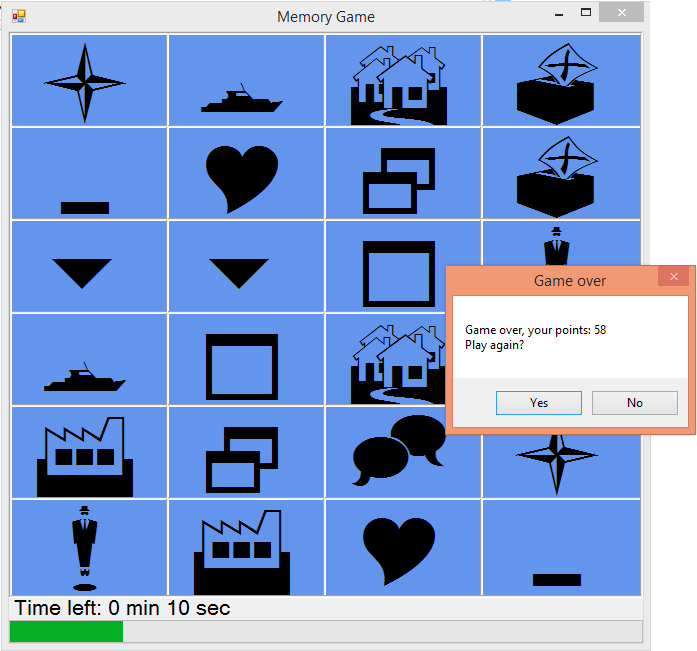 Memory Game
Game over
Game over, your points: 58
Play again?
Yes
No
Time left: 0 min 10 sec